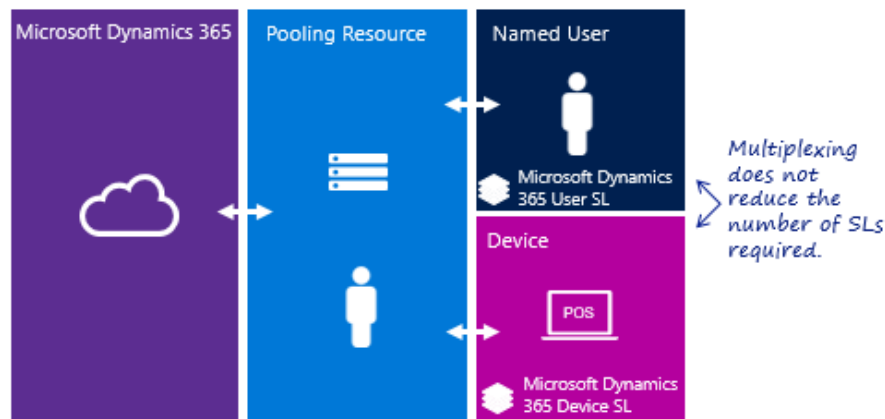 Microsoft Dynamics 365
Pooling Resource
Named User
Microsoft Dynamics
365 User SL
Device
POS
Microsoft Dynamics
365 Device SL
Multiplexing
does not
reduce the
number of SLs
required.